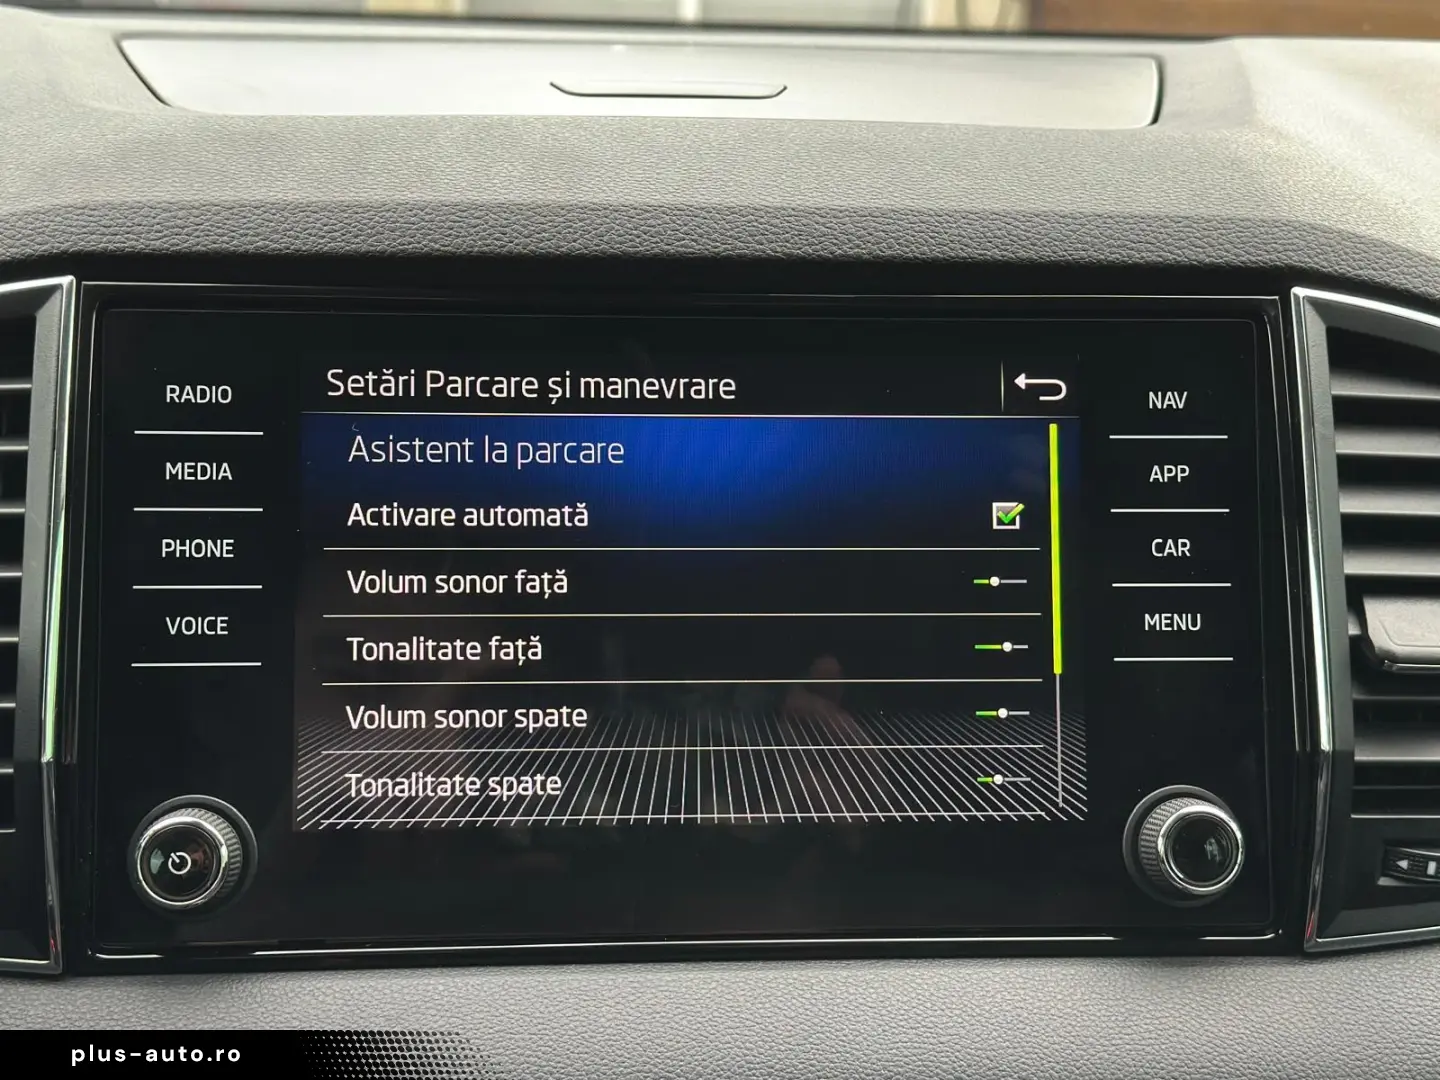 Setări Parcare și manevrare
Asistent la parcare
Activare automată
Volum sonor față
Tonalitate față
Volum sonor spate
Tonalitate spate
RADIO
MEDIA
PHONE
VOICE
NAV
APP
CAR
MENU
plus-auto.ro